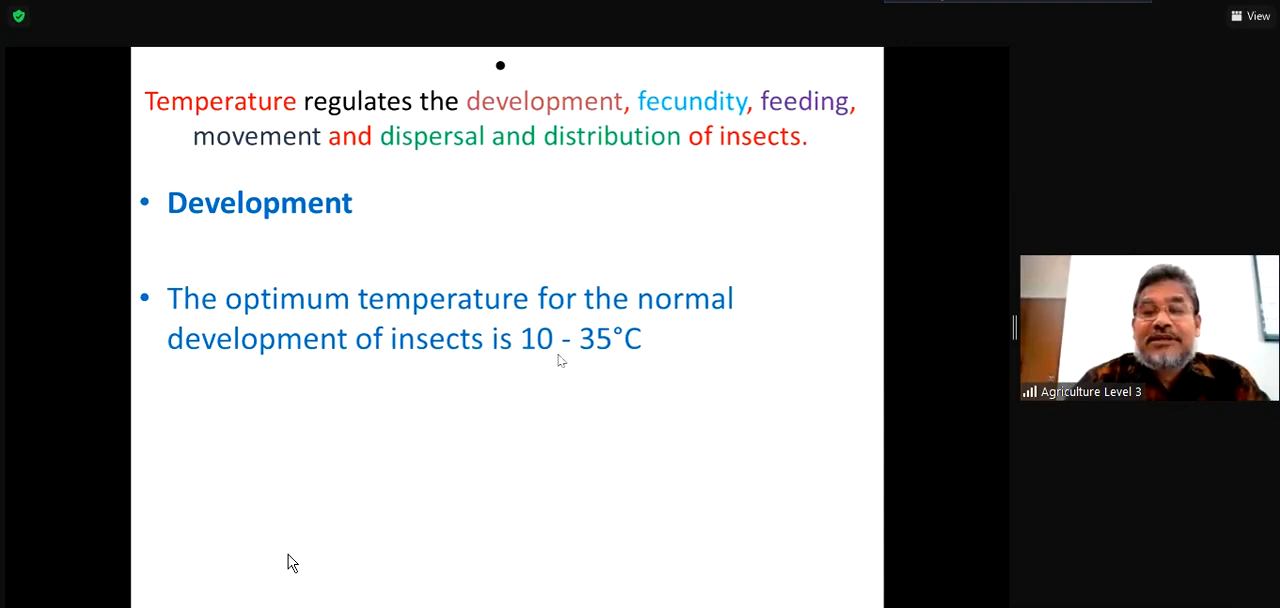 View
•
Temperature regulates the development, fecundity, feeding,
movement and dispersal and distribution of insects.
• Development
• The optimum temperature for the normal
development of insects is 10 - 35°C
Agriculture Level 3